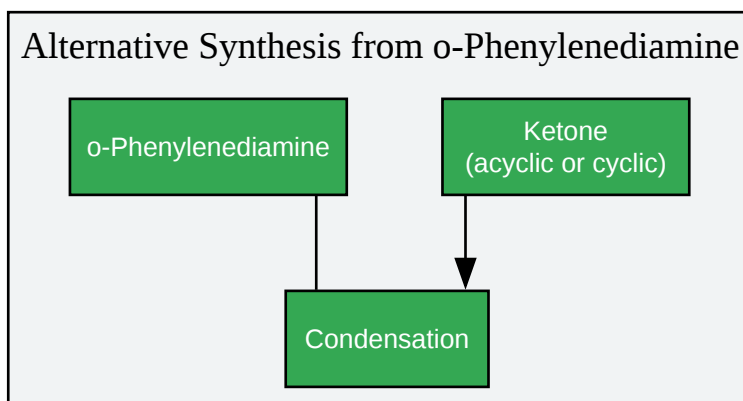 Alternative Synthesis from o-Phenylenediamine
o-Phenylenediamine
Ketone
(acyclic or cyclic)
Condensation